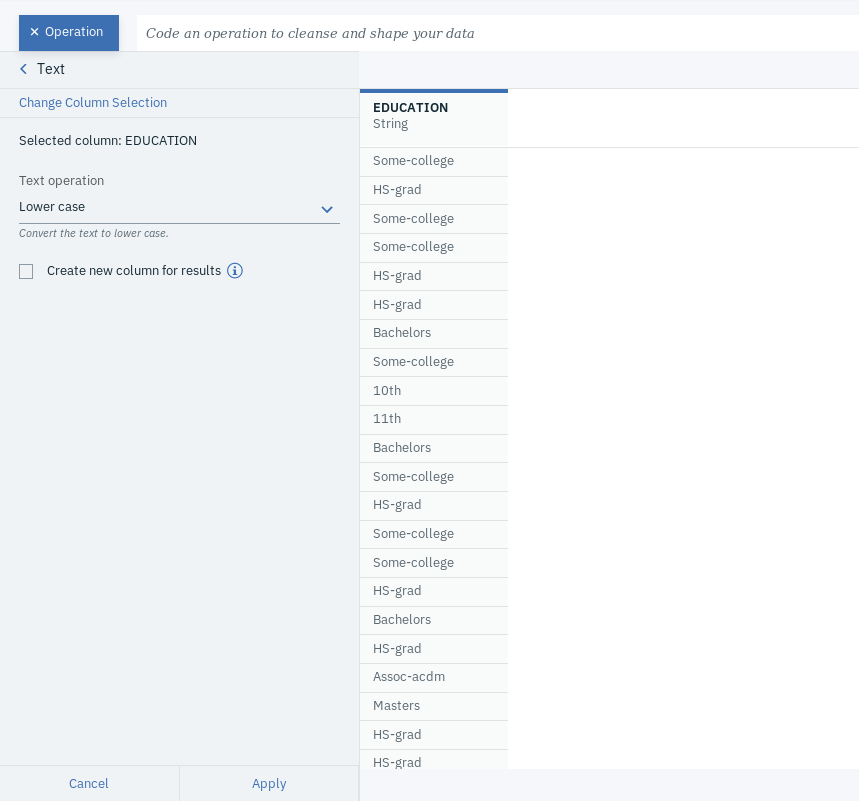 × Operation
Code an operation to cleanse and shape your data
Text
Change Column Selection
Selected column: EDUCATION
Text operation
Lower case
Convert the text to lower case.
Create new column for results
Cancel
Apply
EDUCATION
String
Some-college
HS-grad
Some-college
Some-college
HS-grad
HS-grad
Bachelors
Some-college
10th
11th
Bachelors
Some-college
HS-grad
Some-college
Some-college
HS-grad
Bachelors
HS-grad
Assoc-acdm
Masters
HS-grad
HS-grad